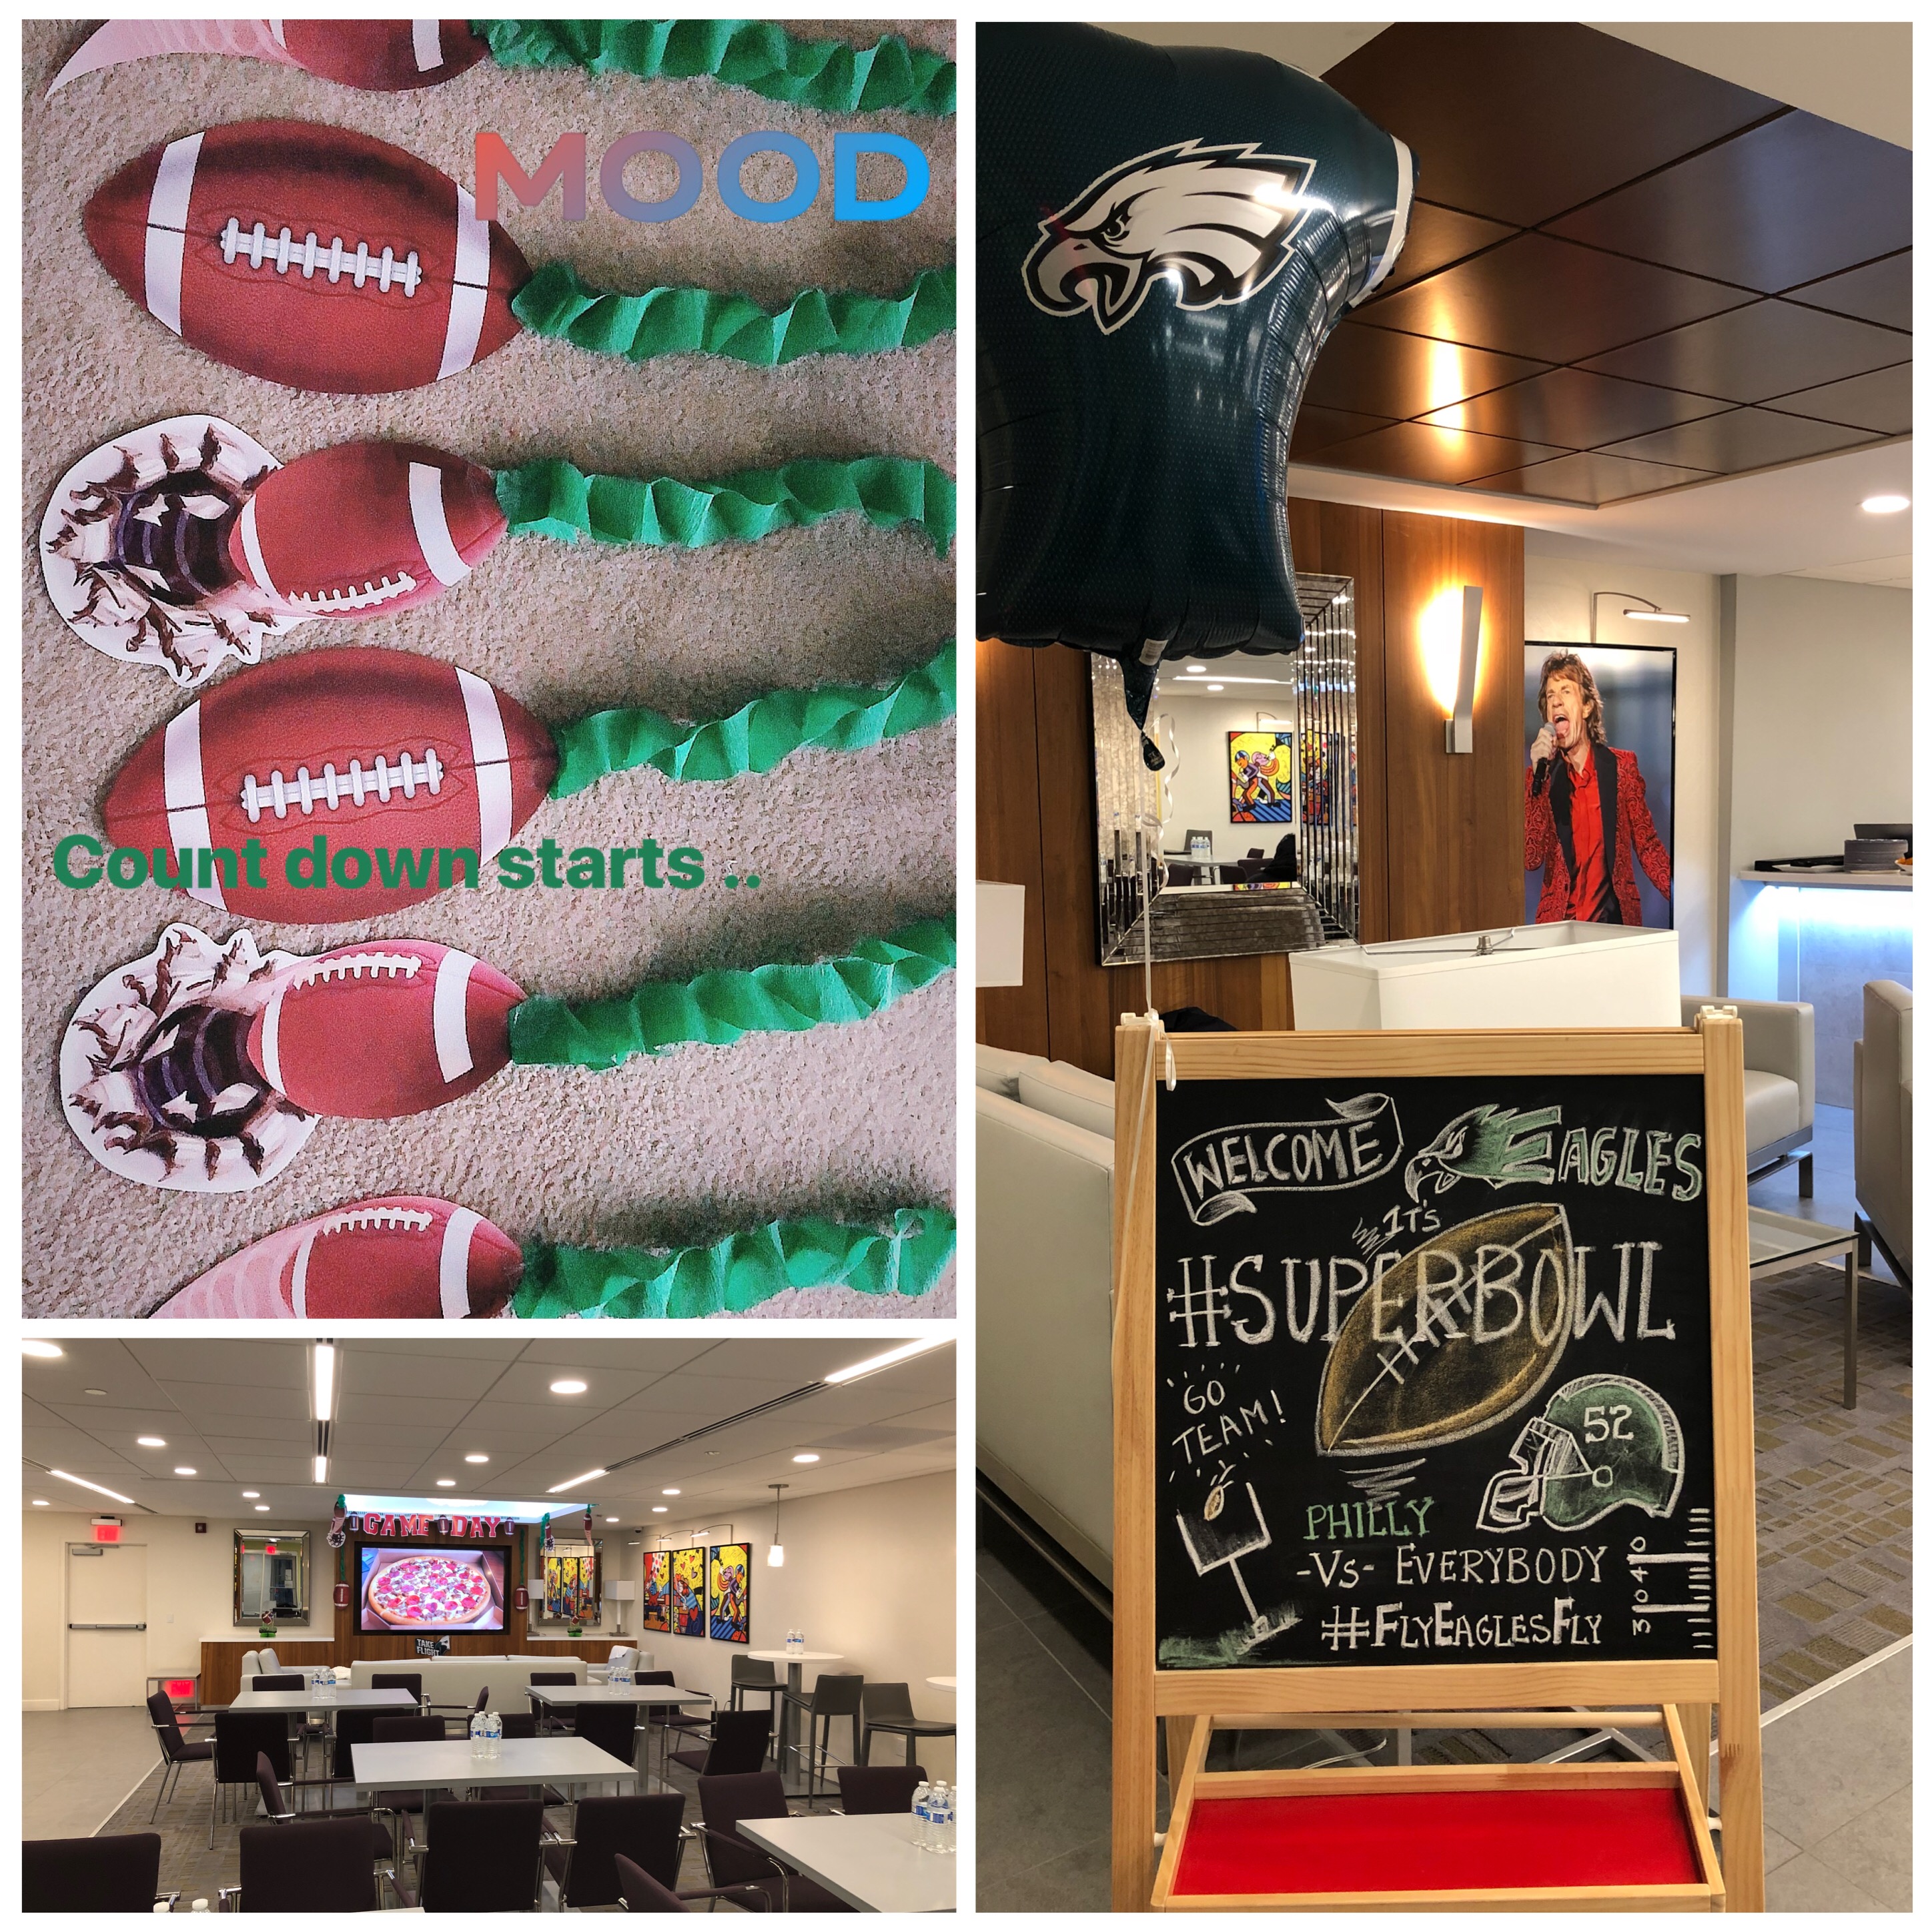 MOOD
Count down starts ..
GAME DAY
TAKE
FLIGHT
WELCOME EAGLES
IT'S
#SUPERBOWL
GO
TEAM!
52
PHILLY
-VS- EVERYBODY
#FLYEAGLESFLY
30 40